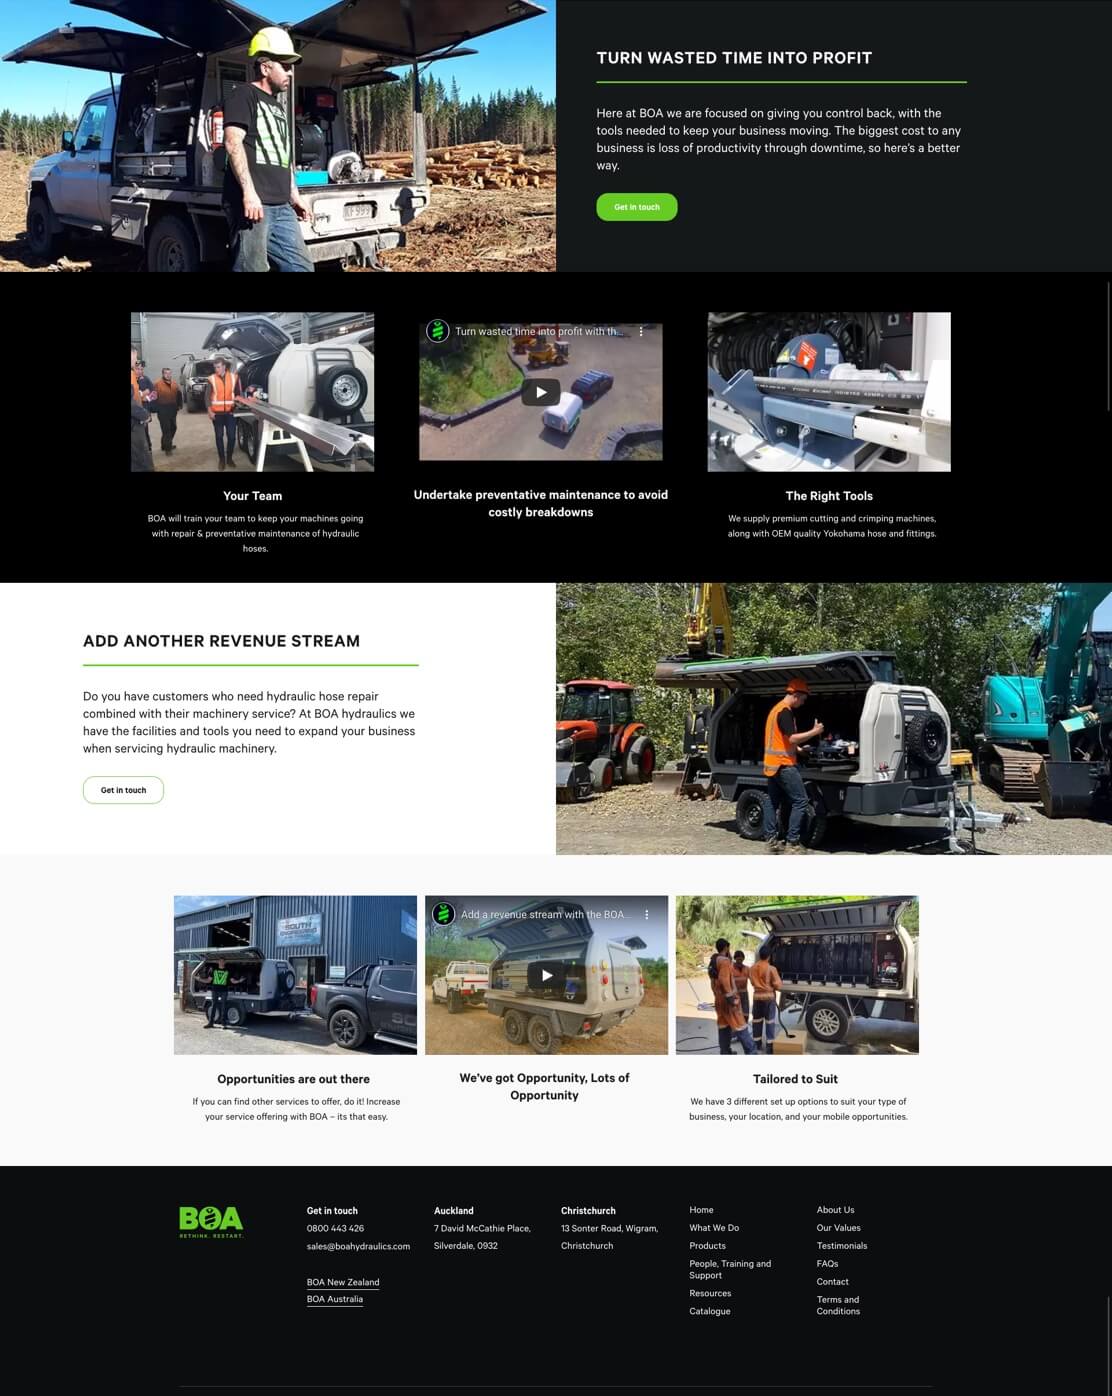 TURN WASTED TIME INTO PROFIT
Here at BOA we are focused on giving you control back, with the
tools needed to keep your business moving. The biggest cost to any
business is loss of productivity through downtime, so here's a better
way.
Get in touch
Turn wasted time into profit with th...
Your Team
BOA will train your team to keep your machines going
with repair & preventative maintenance of hydraulic
hoses.
Undertake preventative maintenance to avoid
costly breakdowns
The Right Tools
We supply premium cutting and crimping machines,
along with OEM quality Yokohama hose and fittings.
ADD ANOTHER REVENUE STREAM
Do you have customers who need hydraulic hose repair
combined with their machinery service? At BOA hydraulics we
have the facilities and tools you need to expand your business
when servicing hydraulic machinery.
Get in touch
SOUTH
ENGINEERING
Add a revenue stream with the BOA...
Opportunities are out there
If you can find other services to offer, do it! Increase
your service offering with BOA – its that easy.
We've got Opportunity, Lots of
Opportunity
Tailored to Suit
We have 3 different set up options to suit your type of
business, your location, and your mobile opportunities.
BOA
RETHINK. RESTART.
Get in touch
0800 443 426
sales@boahydraulics.com
BOA New Zealand
BOA Australia
Auckland
7 David McCathie Place,
Silverdale, 0932
Christchurch
13 Sonter Road, Wigram,
Christchurch
Home
What We Do
Products
People, Training and
Support
Resources
Catalogue
About Us
Our Values
Testimonials
FAQs
Contact
Terms and
Conditions